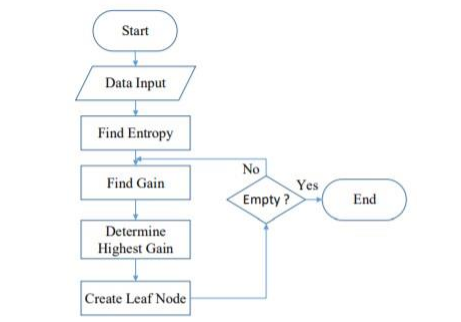 Start
Data Input
Find Entropy
Find Gain
Determine
Highest Gain
Create Leaf Node
No
Empty ?
Yes
End